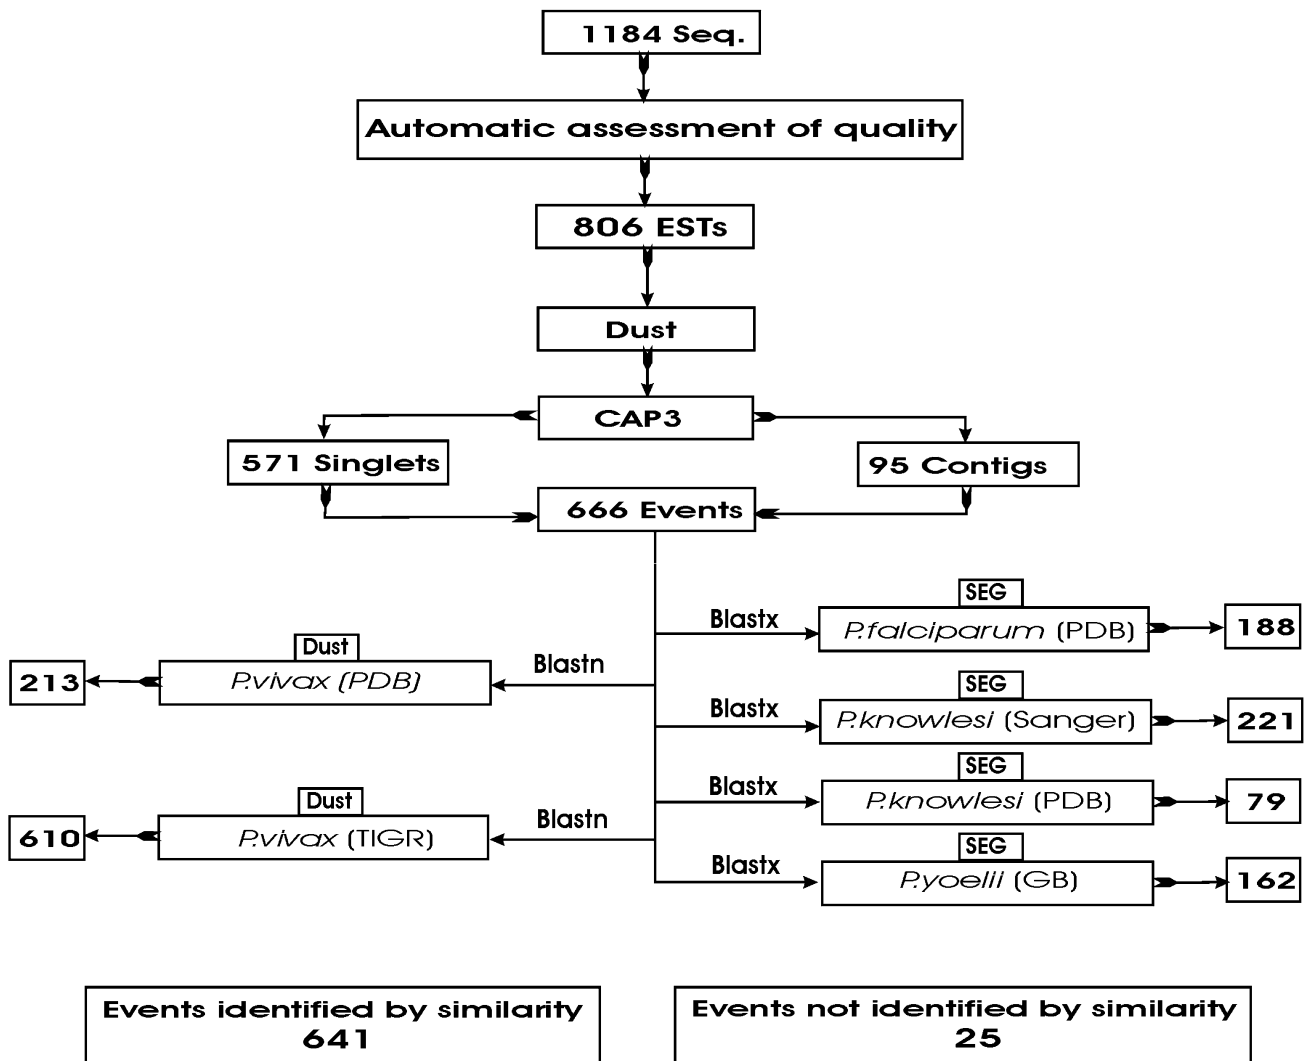 1184 Seq.
Automatic assessment of quality
806 ESTs
Dust
CAP3
571 Singlets
95 Contigs
666 Events
SEG
Blastx
P.falciparum (PDB)
188
Dust
Blastn
P.vivax (PDB)
213
SEG
Blastx
P.knowlesi (Sanger)
221
SEG
Blastx
P.knowlesi (PDB)
79
Dust
Blastn
P.vivax (TIGR)
610
SEG
Blastx
P.yoelii (GB)
162
Events identified by similarity
641
Events not identified by similarity
25